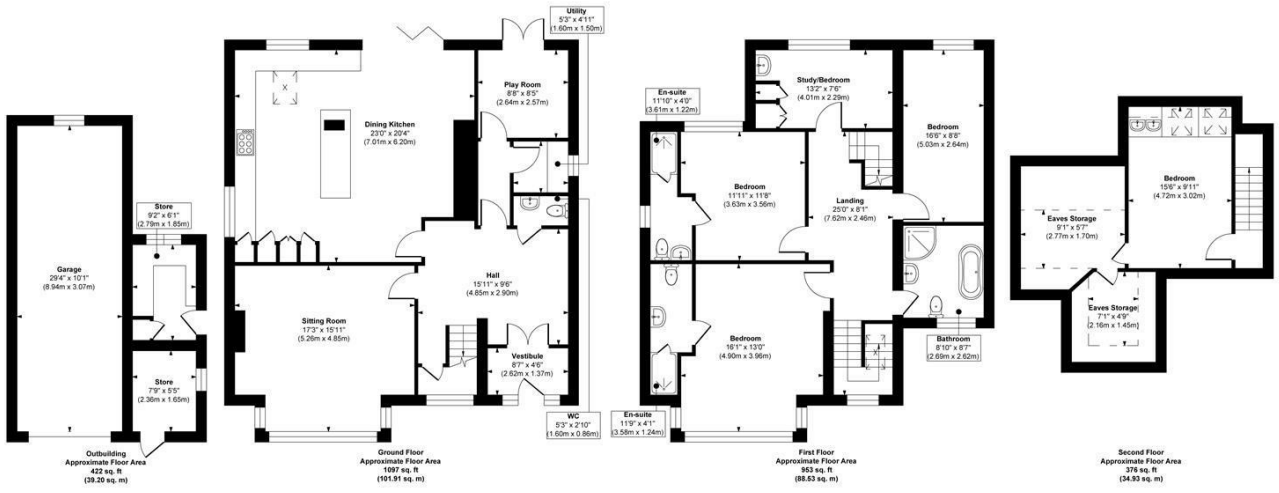 Garage
29'4" x 10'1"
(8.94m x 3.07m)
Store
9'2" x 6'1"
(2.79m x 1.85m)
Store
7'9" x 5'5"
(2.36m x 1.65m)
Outbuilding
Approximate Floor Area
422 sq. ft
(39.20 sq. m)
Utility
5'3" x 4'11"
(1.60m x 1.50m)
Play Room
8'8" x 8'5"
(2.64m x 2.57m)
X
Dining Kitchen
23'0" x 20'4"
(7.01m x 6.20m)
Hall
15'11" x 9'6"
(4.85m x 2.90m)
Sitting Room
17'3" x 15'11"
(5.26m x 4.85m)
Vestibule
8'7" x 4'6"
(2.62m x 1.37m)
WC
5'3" x 2'10"
(1.60m x 0.86m)
Ground Floor
Approximate Floor Area
1097 sq. ft
(101.91 sq. m)
En-suite
11'10" x 4'0"
(3.61m x 1.22m)
Study/Bedroom
13'2" x 7'6"
(4.01m x 2.29m)
Bedroom
16'6" x 8'8"
(5.03m x 2.64m)
Bedroom
11'11" x 11'8"
(3.63m x 3.56m)
Landing
25'0" x 8'1"
(7.62m x 2.46m)
Bedroom
16'1" x 13'0"
(4.90m x 3.96m)
X
Bathroom
8'10" x 8'7"
(2.69m x 2.62m)
En-suite
11'9" x 4'1"
(3.58m x 1.24m)
First Floor
Approximate Floor Area
953 sq. ft
(88.53 sq. m)
Bedroom
15'6" x 9'11"
(4.72m x 3.02m)
Eaves Storage
9'1" x 5'7"
(2.77m x 1.70m)
Eaves Storage
7'1" x 4'9"
(2.16m x 1.45m)
Second Floor
Approximate Floor Area
376 sq. ft
(34.93 sq. m)